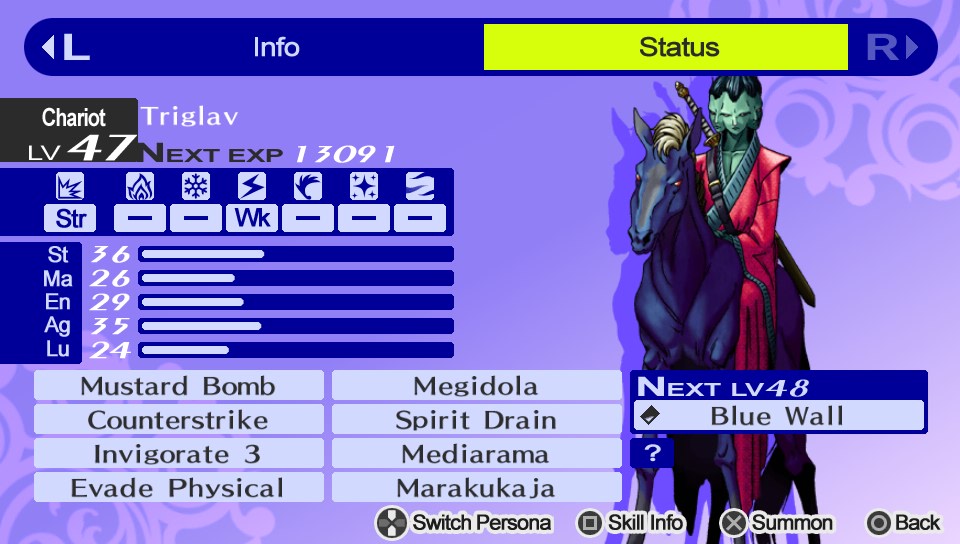 L Info Status R
Chariot Triglav
LV 47 NEXT EXP 13091
Str — — Wk — — —
St 36
Ma 26
En 29
Ag 35
Lu 24
Mustard Bomb Megidola
Counterstrike Spirit Drain
Invigorate 3 Mediarama
Evade Physical Marakukaja
NEXT LV 48
Blue Wall
?
Switch Persona Skill Info Summon Back